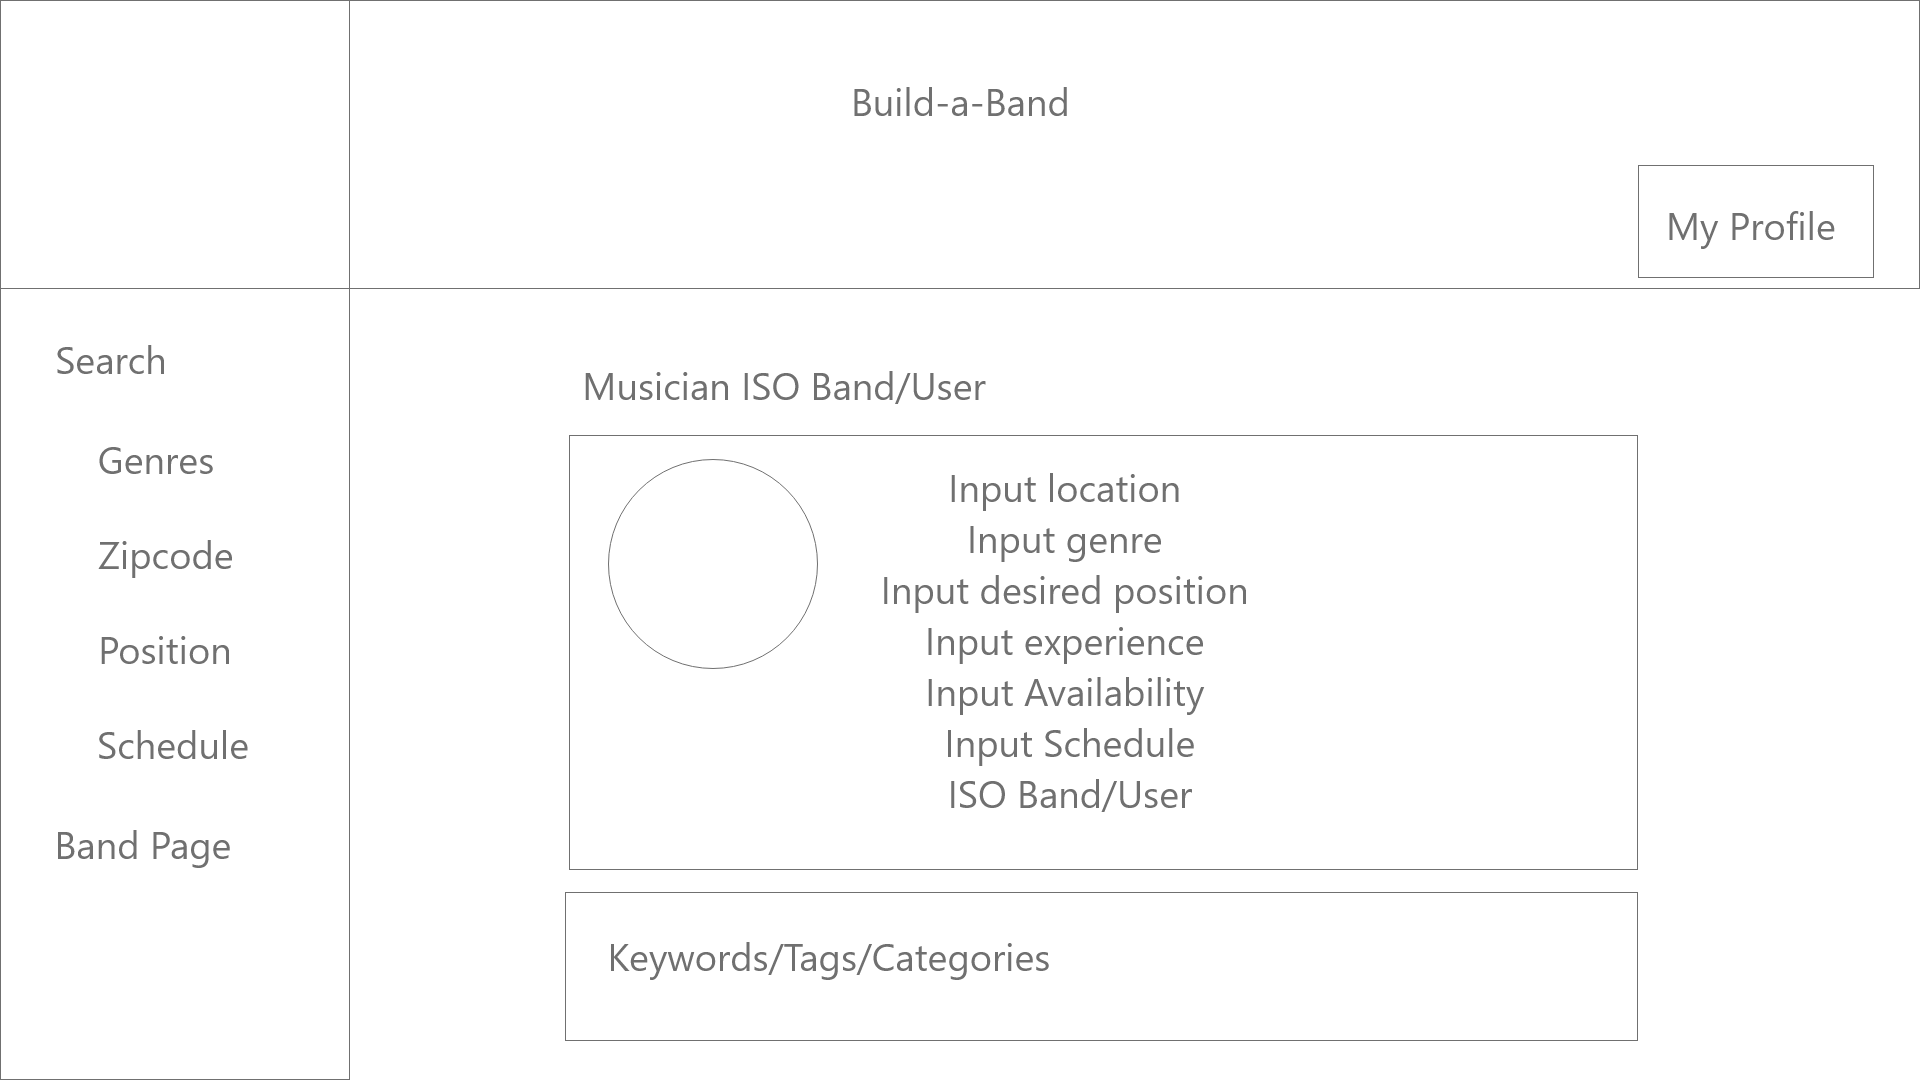 Build-a-Band
My Profile
Search
Genres
Zipcode
Position
Schedule
Band Page
Musician ISO Band/User
Input location
Input genre
Input desired position
Input experience
Input Availability
Input Schedule
ISO Band/User
Keywords/Tags/Categories